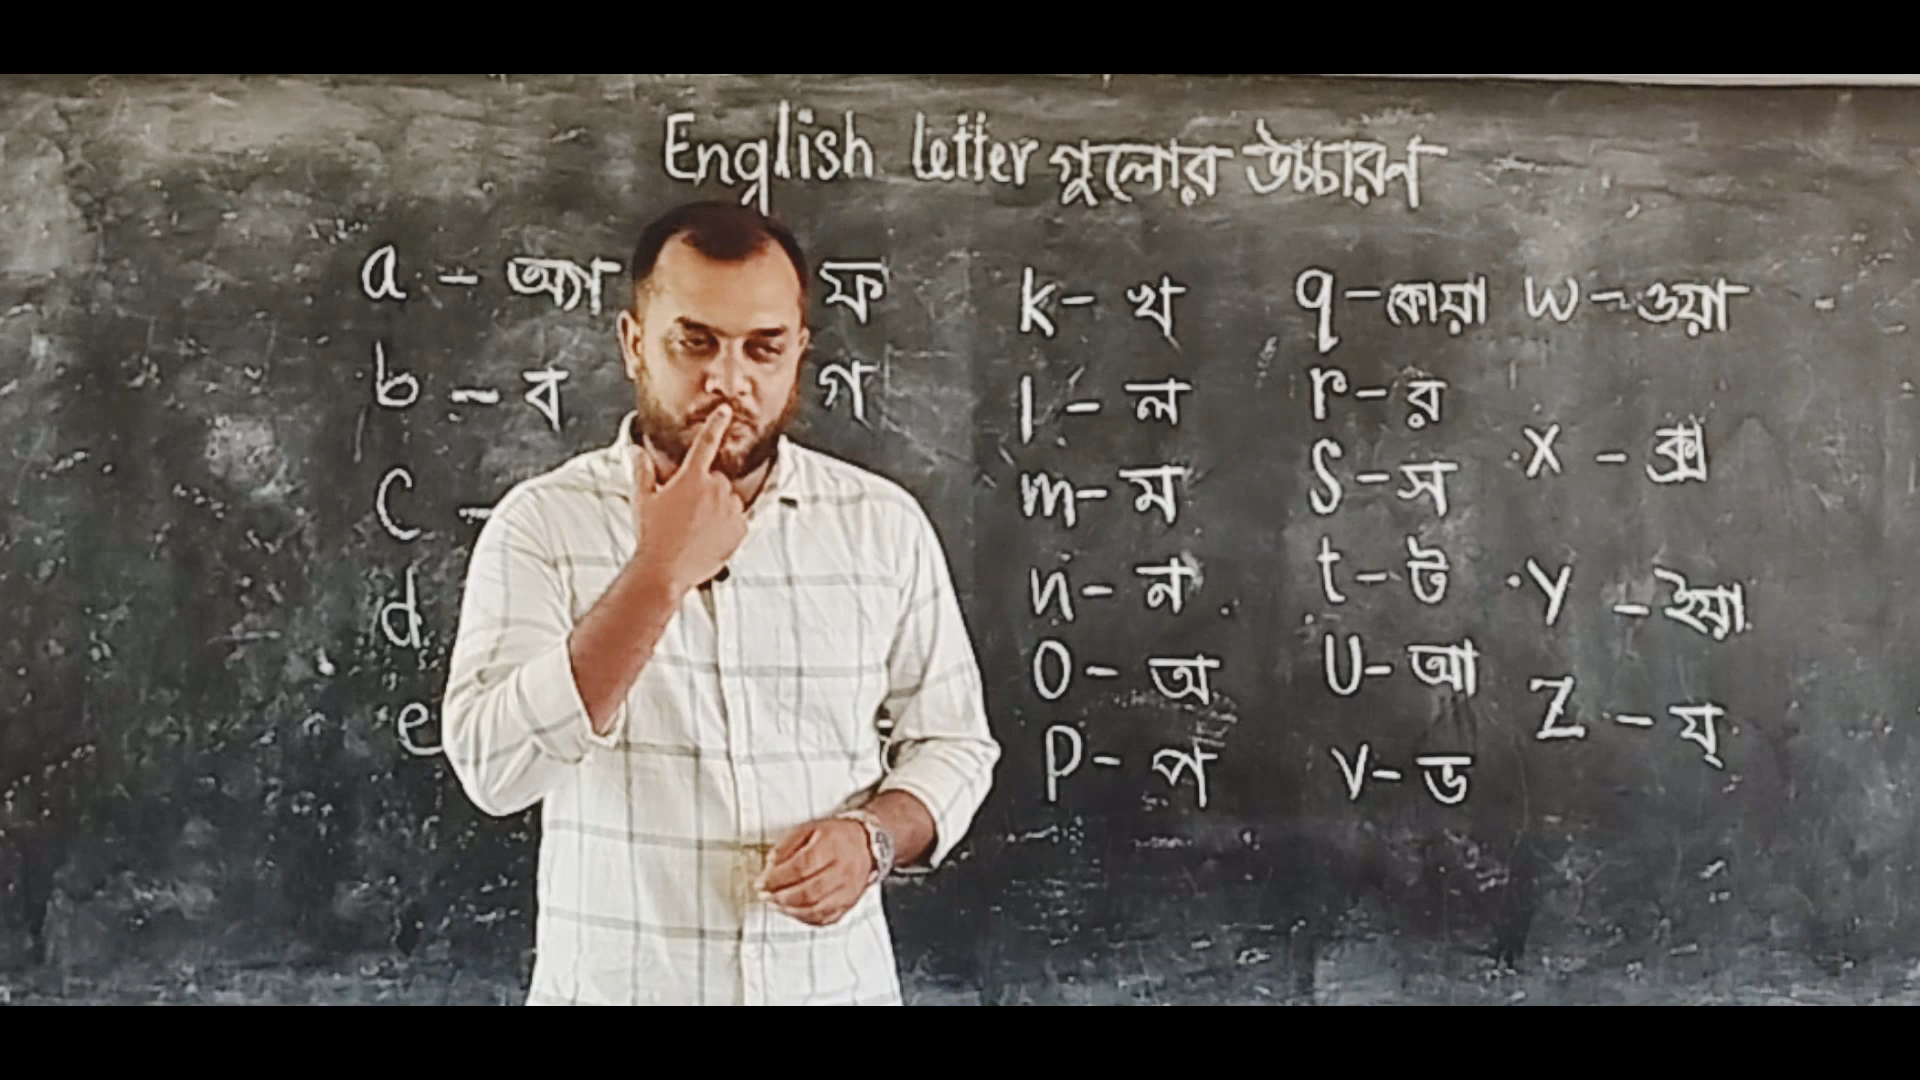 English letter গুলোর উচ্চারণ
a - অ্যা
b - ব
c -
d
e
ফ
গ
k - খ
l - ল
m - ম
n - ন
o - অ
p - প
q - কোয়া
r - র
s - স
t - ট
u - আ
v - ভ
w - ওয়া
x - ক্স
y - ইয়া
z - য্